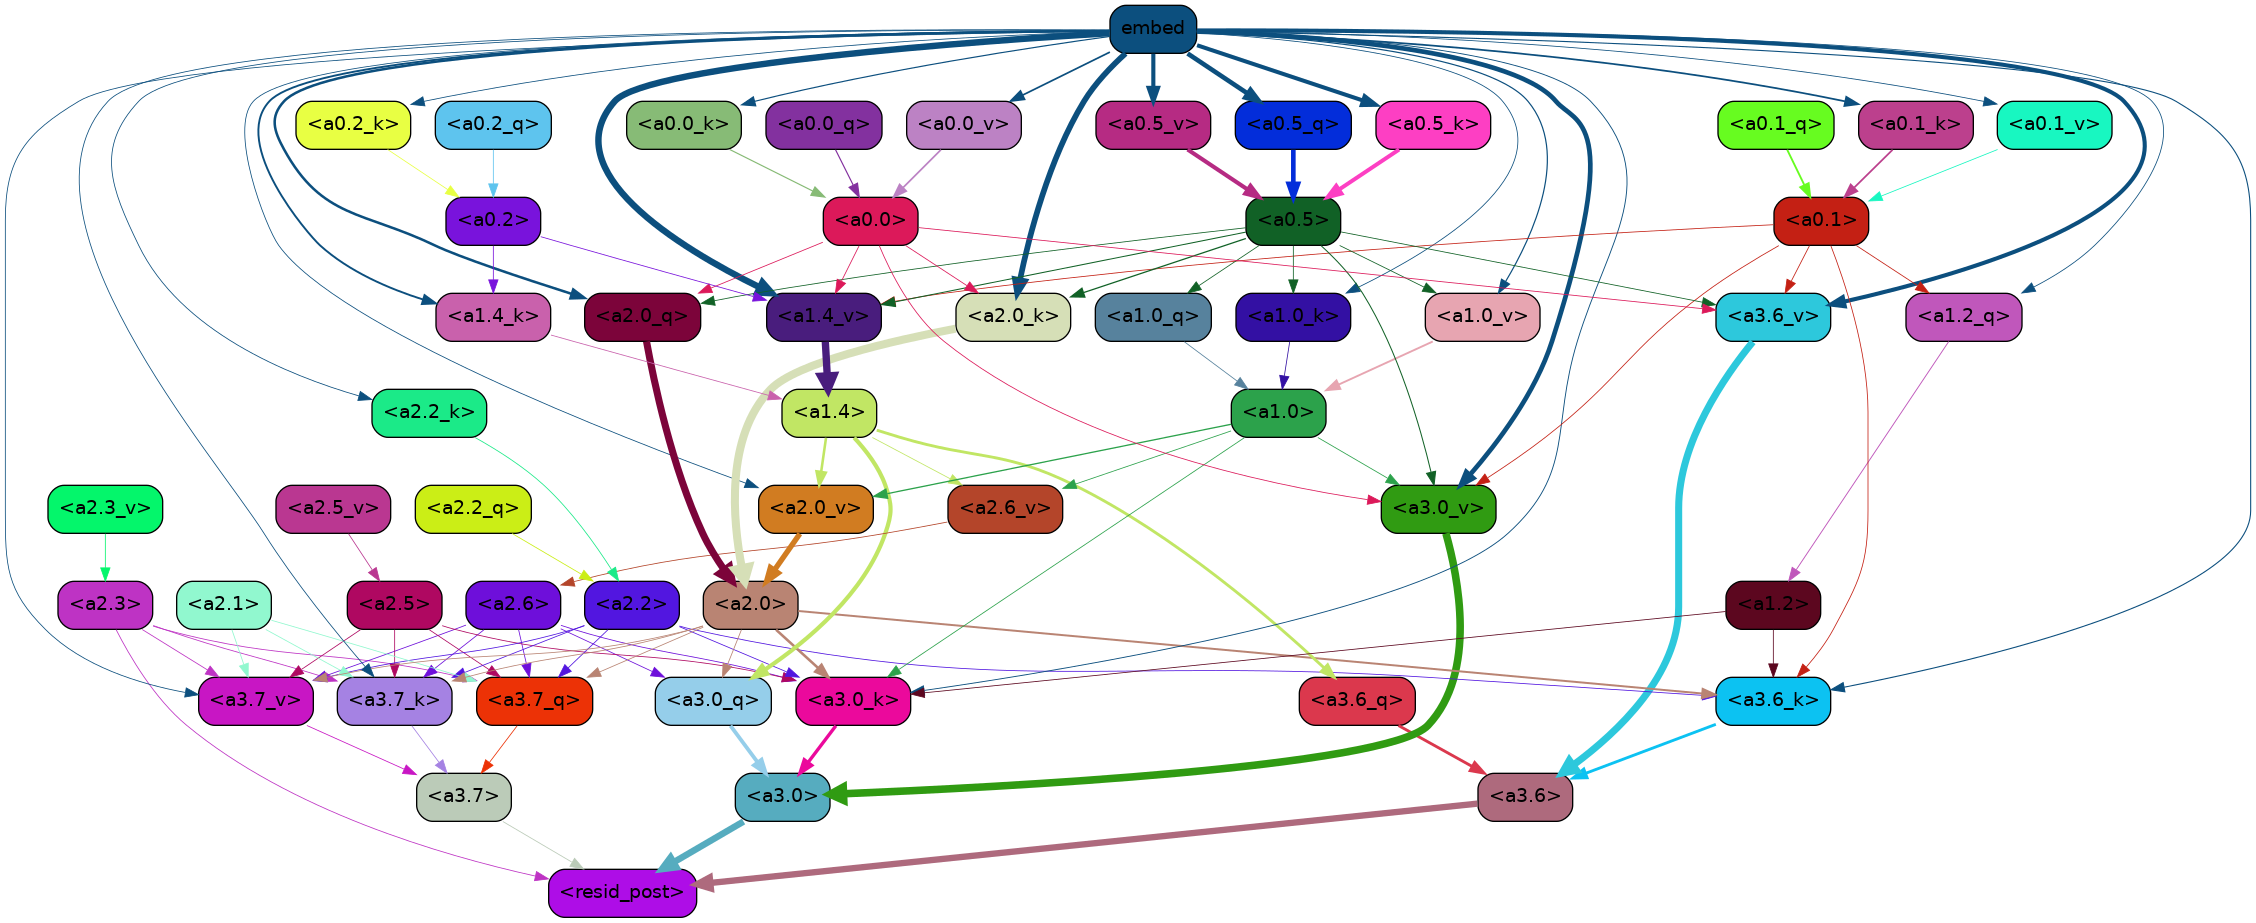 embed
<a0.2_k>
<a0.2_q>
<a0.0_k>
<a0.0_q>
<a0.0_v>
<a0.5_v>
<a0.5_q>
<a0.5_k>
<a0.1_q>
<a0.1_k>
<a0.1_v>
<a0.2>
<a0.0>
<a0.5>
<a0.1>
<a1.4_k>
<a2.0_q>
<a1.4_v>
<a2.0_k>
<a1.0_q>
<a1.0_k>
<a1.0_v>
<a3.6_v>
<a1.2_q>
<a2.2_k>
<a1.4>
<a1.0>
<a2.3_v>
<a2.5_v>
<a2.2_q>
<a2.0_v>
<a2.6_v>
<a3.0_v>
<a2.3>
<a2.1>
<a2.5>
<a2.6>
<a2.2>
<a2.0>
<a1.2>
<a3.7_v>
<a3.7_k>
<a3.7_q>
<a3.0_q>
<a3.0_k>
<a3.6_q>
<a3.6_k>
<a3.7>
<a3.0>
<a3.6>
<resid_post>